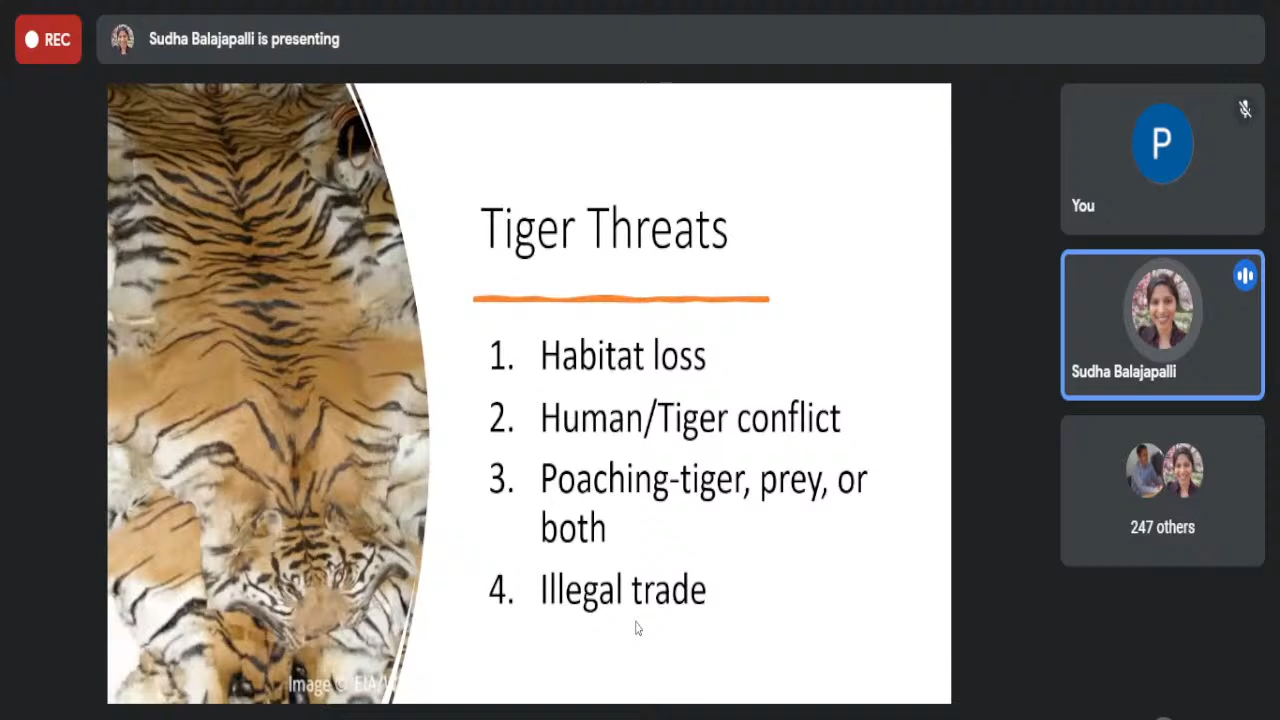 REC
Sudha Balajapalli is presenting
P
You
Tiger Threats
1. Habitat loss
2. Human/Tiger conflict
3. Poaching-tiger, prey, or
both
4. Illegal trade
Sudha Balajapalli
247 others
Image ©